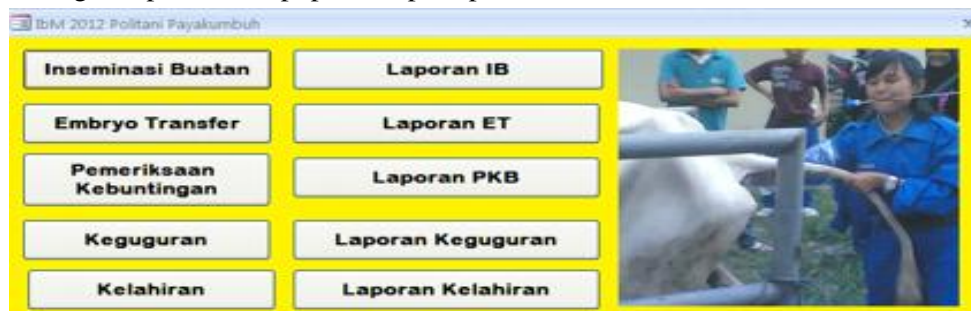 IbM 2012 Politani Payakumbuh
Inseminasi Buatan
Laporan IB
Embryo Transfer
Laporan ET
Pemeriksaan
Kebuntingan
Laporan PKB
Keguguran
Laporan Keguguran
Kelahiran
Laporan Kelahiran